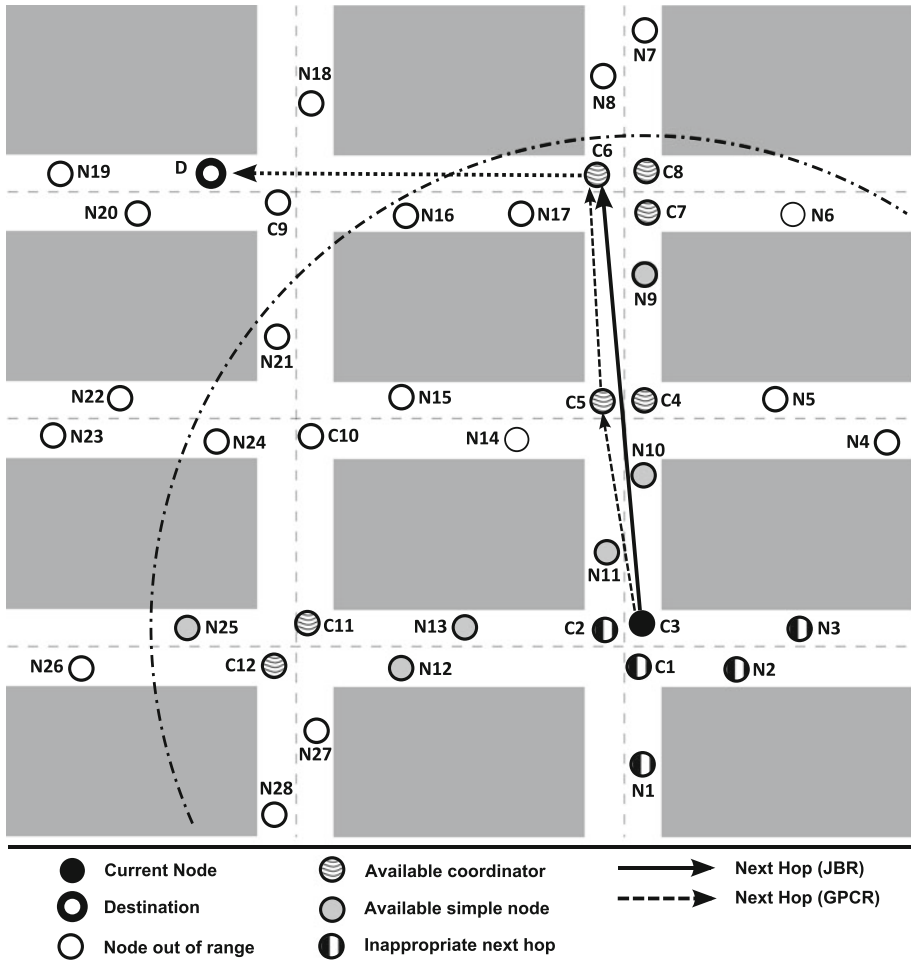 N7
N18
N8
C6
D
N19
C8
N20
N16
N17
C7
N6
C9
N9
N21
N22
N15
C5
C4
N5
N23
N24
C10
N14
N4
N10
N11
N25
C11
N13
C2
C3
N3
N26
C12
N12
C1
N2
N27
N1
N28
Current Node
Available coordinator
Next Hop (JBR)
Destination
Available simple node
Next Hop (GPCR)
Node out of range
Inappropriate next hop